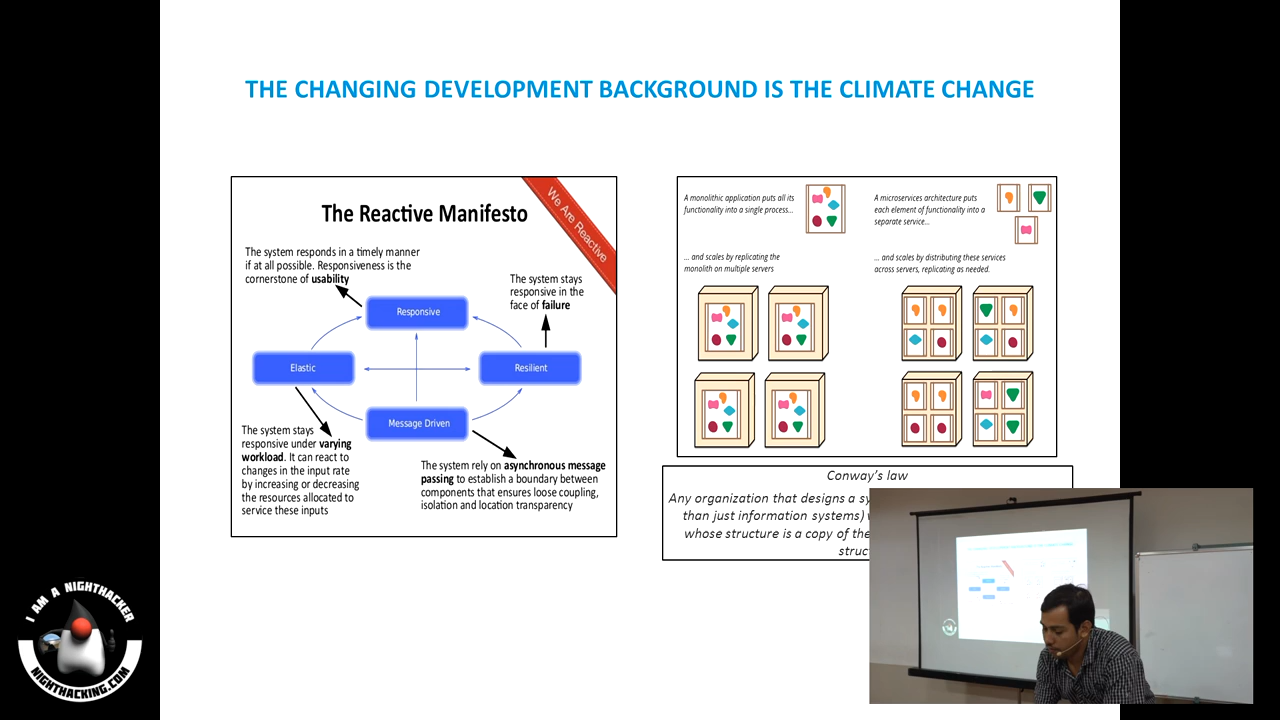 THE CHANGING DEVELOPMENT BACKGROUND IS THE CLIMATE CHANGE
The Reactive Manifesto
We Are Reactive
The system responds in a timely manner
if at all possible. Responsiveness is the
cornerstone of usability
The system stays
responsive in the
face of failure
Responsive
Elastic
Resilient
Message Driven
The system stays
responsive under varying
workload. It can react to
changes in the input rate
by increasing or decreasing
the resources allocated to
service these inputs
The system rely on asynchronous message
passing to establish a boundary between
components that ensures loose coupling,
isolation and location transparency
A monolithic application puts all its
functionality into a single process...
A microservices architecture puts
each element of functionality into a
separate service...
... and scales by replicating the
monolith on multiple servers
... and scales by distributing these services
across servers, replicating as needed.
Conway's law
Any organization that designs a sy
than just information systems)
whose structure is a copy of the
struc
I AM A NIGHTHACKER
NIGHTHACKING.COM